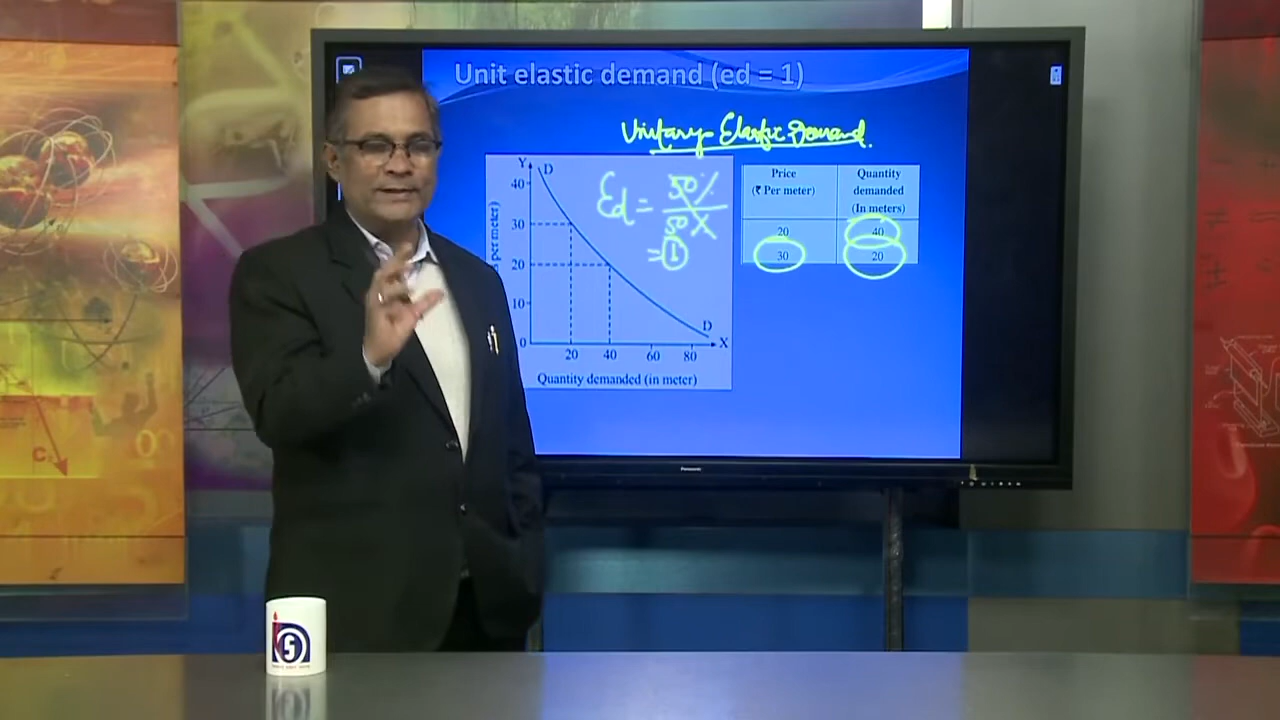 Unit elastic demand (ed = 1)
Unitary Elastic Demand.
Y
D
40
30
20
10
0
20 40 60 80
X
D
per meter)
Quantity demanded (in meter)
Ed = 50%
50%
= 1
Price
(₹ Per meter)
Quantity
demanded
(In meters)
20 40
30 20
Panasonic
C